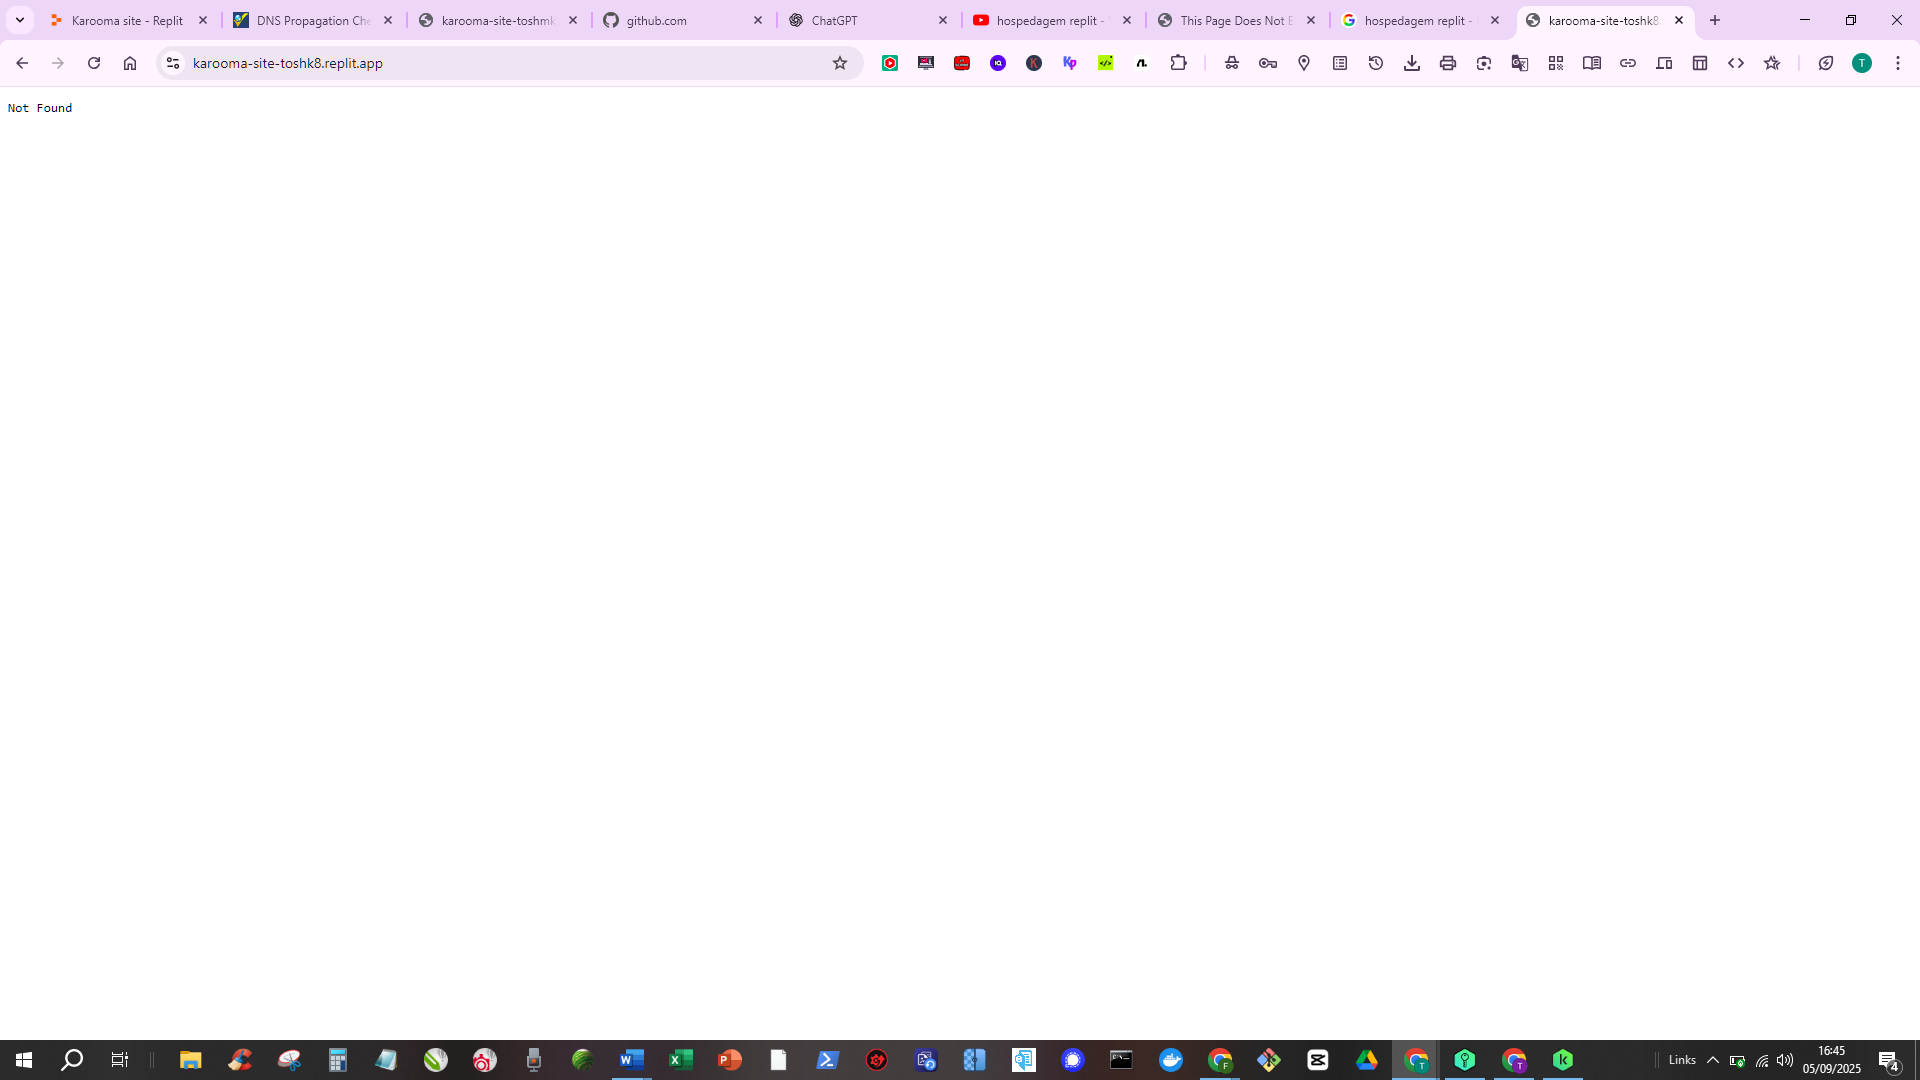 Karooma site - Replit
DNS Propagation Che
karooma-site-toshmk
github.com
ChatGPT
hospedagem replit -
This Page Does Not E
hospedagem replit -
karooma-site-toshk8.
karooma-site-toshk8.replit.app
T
Not Found
Links
16:45
05/09/2025
4